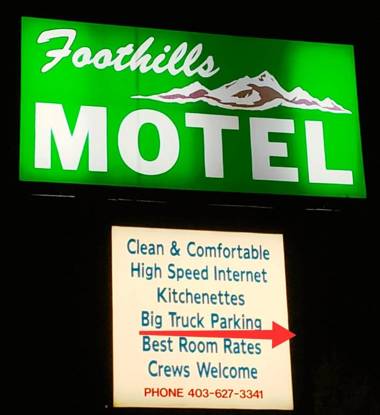 Foothills
MOTEL
Clean & Comfortable
High Speed Internet
Kitchenettes
Big Truck Parking
Best Room Rates
Crews Welcome
PHONE 403-627-3341